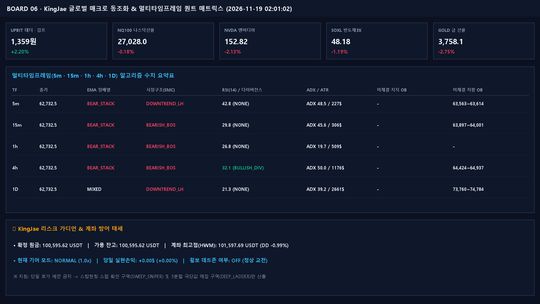 BOARD 06 - KingJae 글로벌 매크로 동조화 & 멀티타임프레임 퀀트 매트릭스 (2026-11-19 02:01:02)
UPBIT 테더
1,359원
+2.20%
NQ100 나스닥선물
27,028.0
-0.18%
NVDA 엔비디아
152.82
-2.13%
SOXL 반도체3X
48.18
-1.19%
GOLD 금 선물
3,758.1
-2.75%
멀티타임프레임(5m · 15m · 1h · 4h · 1D) 알고리즘 수치 요약표
TF 종가 EMA 정배열 시장구조(SMC) RSI(14) / 다이버전스 ADX / ATR 미체결 지지 OB 미체결 저항 OB
5m 62,732.5 BEAR_STACK DOWNTREND_LH 42.8 (NONE) ADX 48.5 / 227$ - 63,563~63,614
15m 62,732.5 BEAR_STACK BEARISH_BOS 29.8 (NONE) ADX 45.6 / 306$ - 63,897~64,001
1h 62,732.5 BEAR_STACK BEARISH_BOS 26.8 (NONE) ADX 19.7 / 509$ - -
4h 62,732.5 BEAR_STACK BEARISH_BOS 32.1 (BULLISH_DIV) ADX 50.0 / 1176$ - 64,424~64,937
1D 62,732.5 MIXED DOWNTREND_LH 21.3 (NONE) ADX 39.2 / 2661$ - 73,760~74,784
KingJae 리스크 가디언 & 계좌 방어 태세
• 확정 원금: 100,595.62 USDT | 가용 잔고: 100,595.62 USDT | 계좌 최고점(HWM): 101,597.69 USDT (DD -0.99%)
• 현재 기어 모드: NORMAL (1.0x) | 당일 실현손익: +0.00$ (+0.00%) | 휩쏘 데드존 여부: OFF (정상 교전)